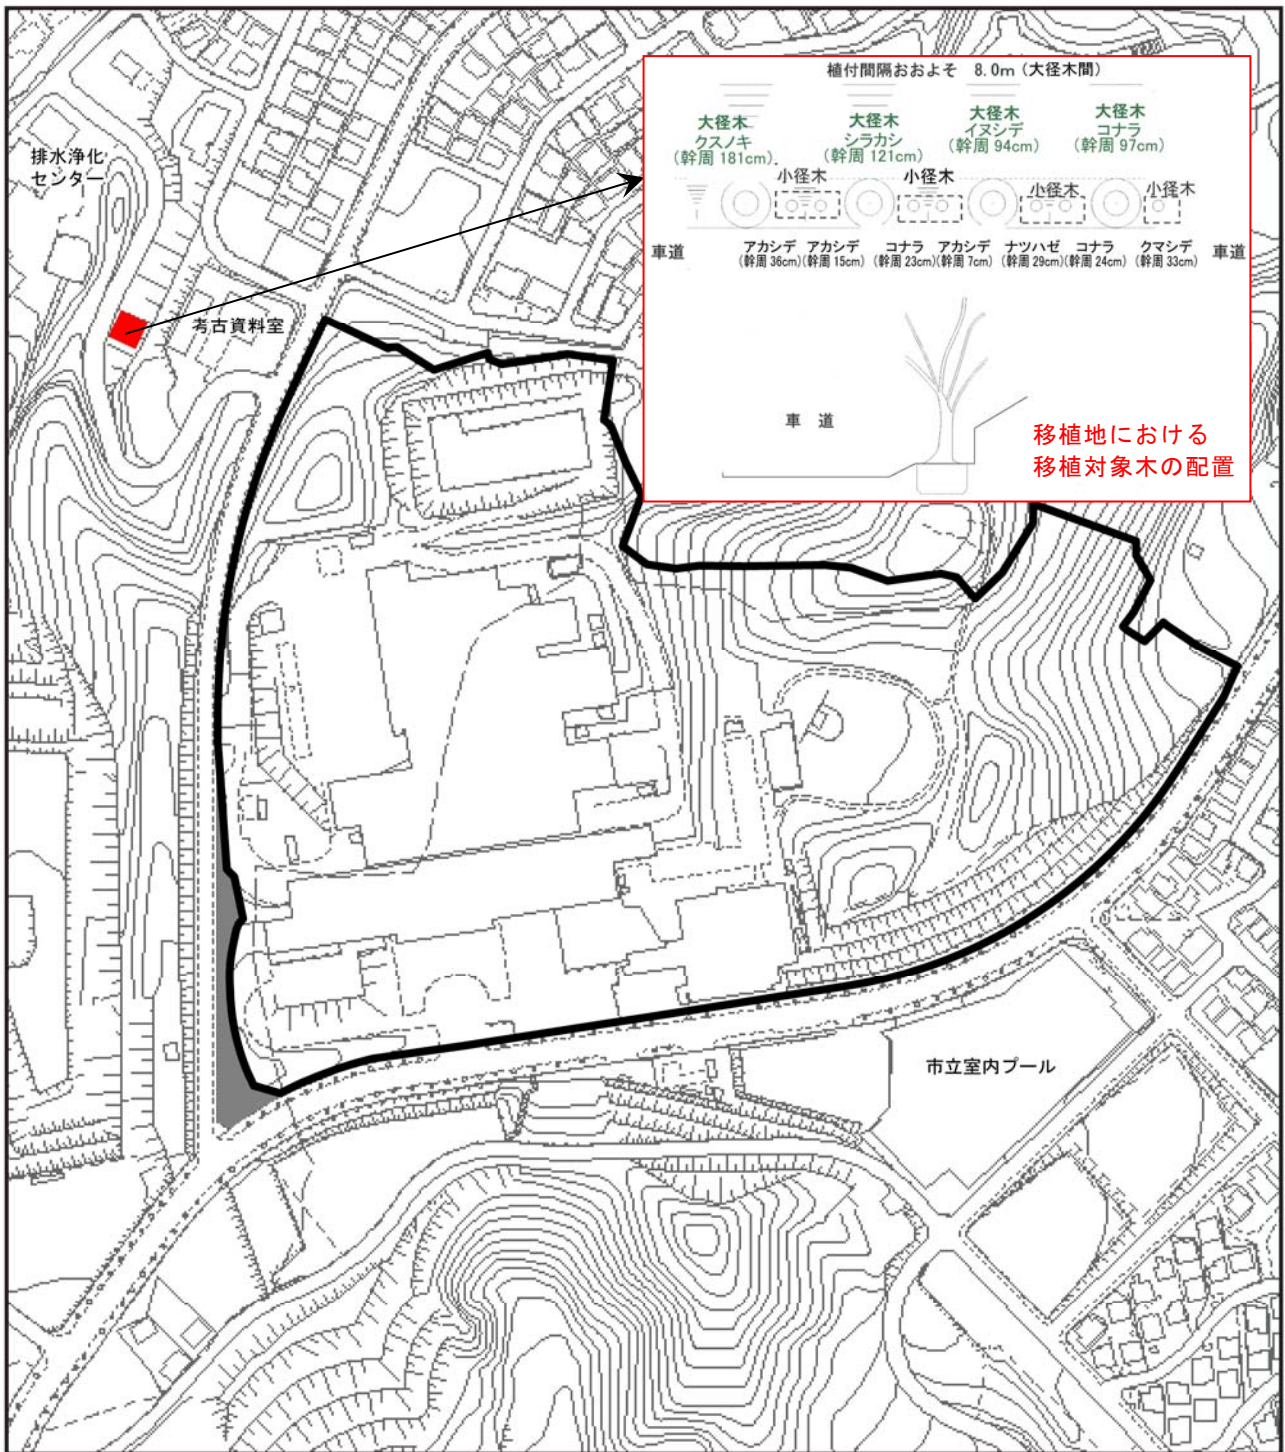 植付間隔おおよそ 8.0m（大径木間）
大径木
クスノキ
（幹周 181cm）
大径木
シラカシ
（幹周 121cm）
大径木
イヌシデ
（幹周 94cm）
大径木
コナラ
（幹周 97cm）
小径木
小径木
小径木
小径木
車道
アカシデ
（幹周 36cm）
アカシデ
（幹周 15cm）
コナラ
（幹周 23cm）
アカシデ
（幹周 7cm）
ナツハゼ
（幹周 29cm）
コナラ
（幹周 24cm）
クマシデ
（幹周 33cm）
車道
車 道
移植地における
移植対象木の配置
排水浄化
センター
考古資料室
市立室内プール